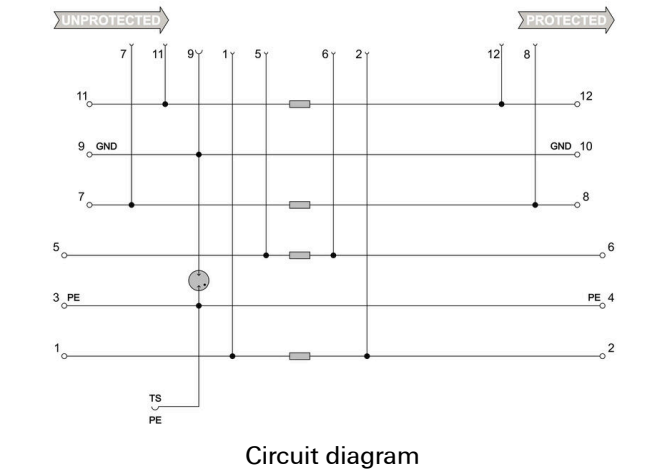 UNPROTECTED PROTECTED
7 11 9 1 5 6 2 12 8
11 12
9 GND GND 10
7 8
5 6
3 PE PE 4
1 2
TS
PE
Circuit diagram